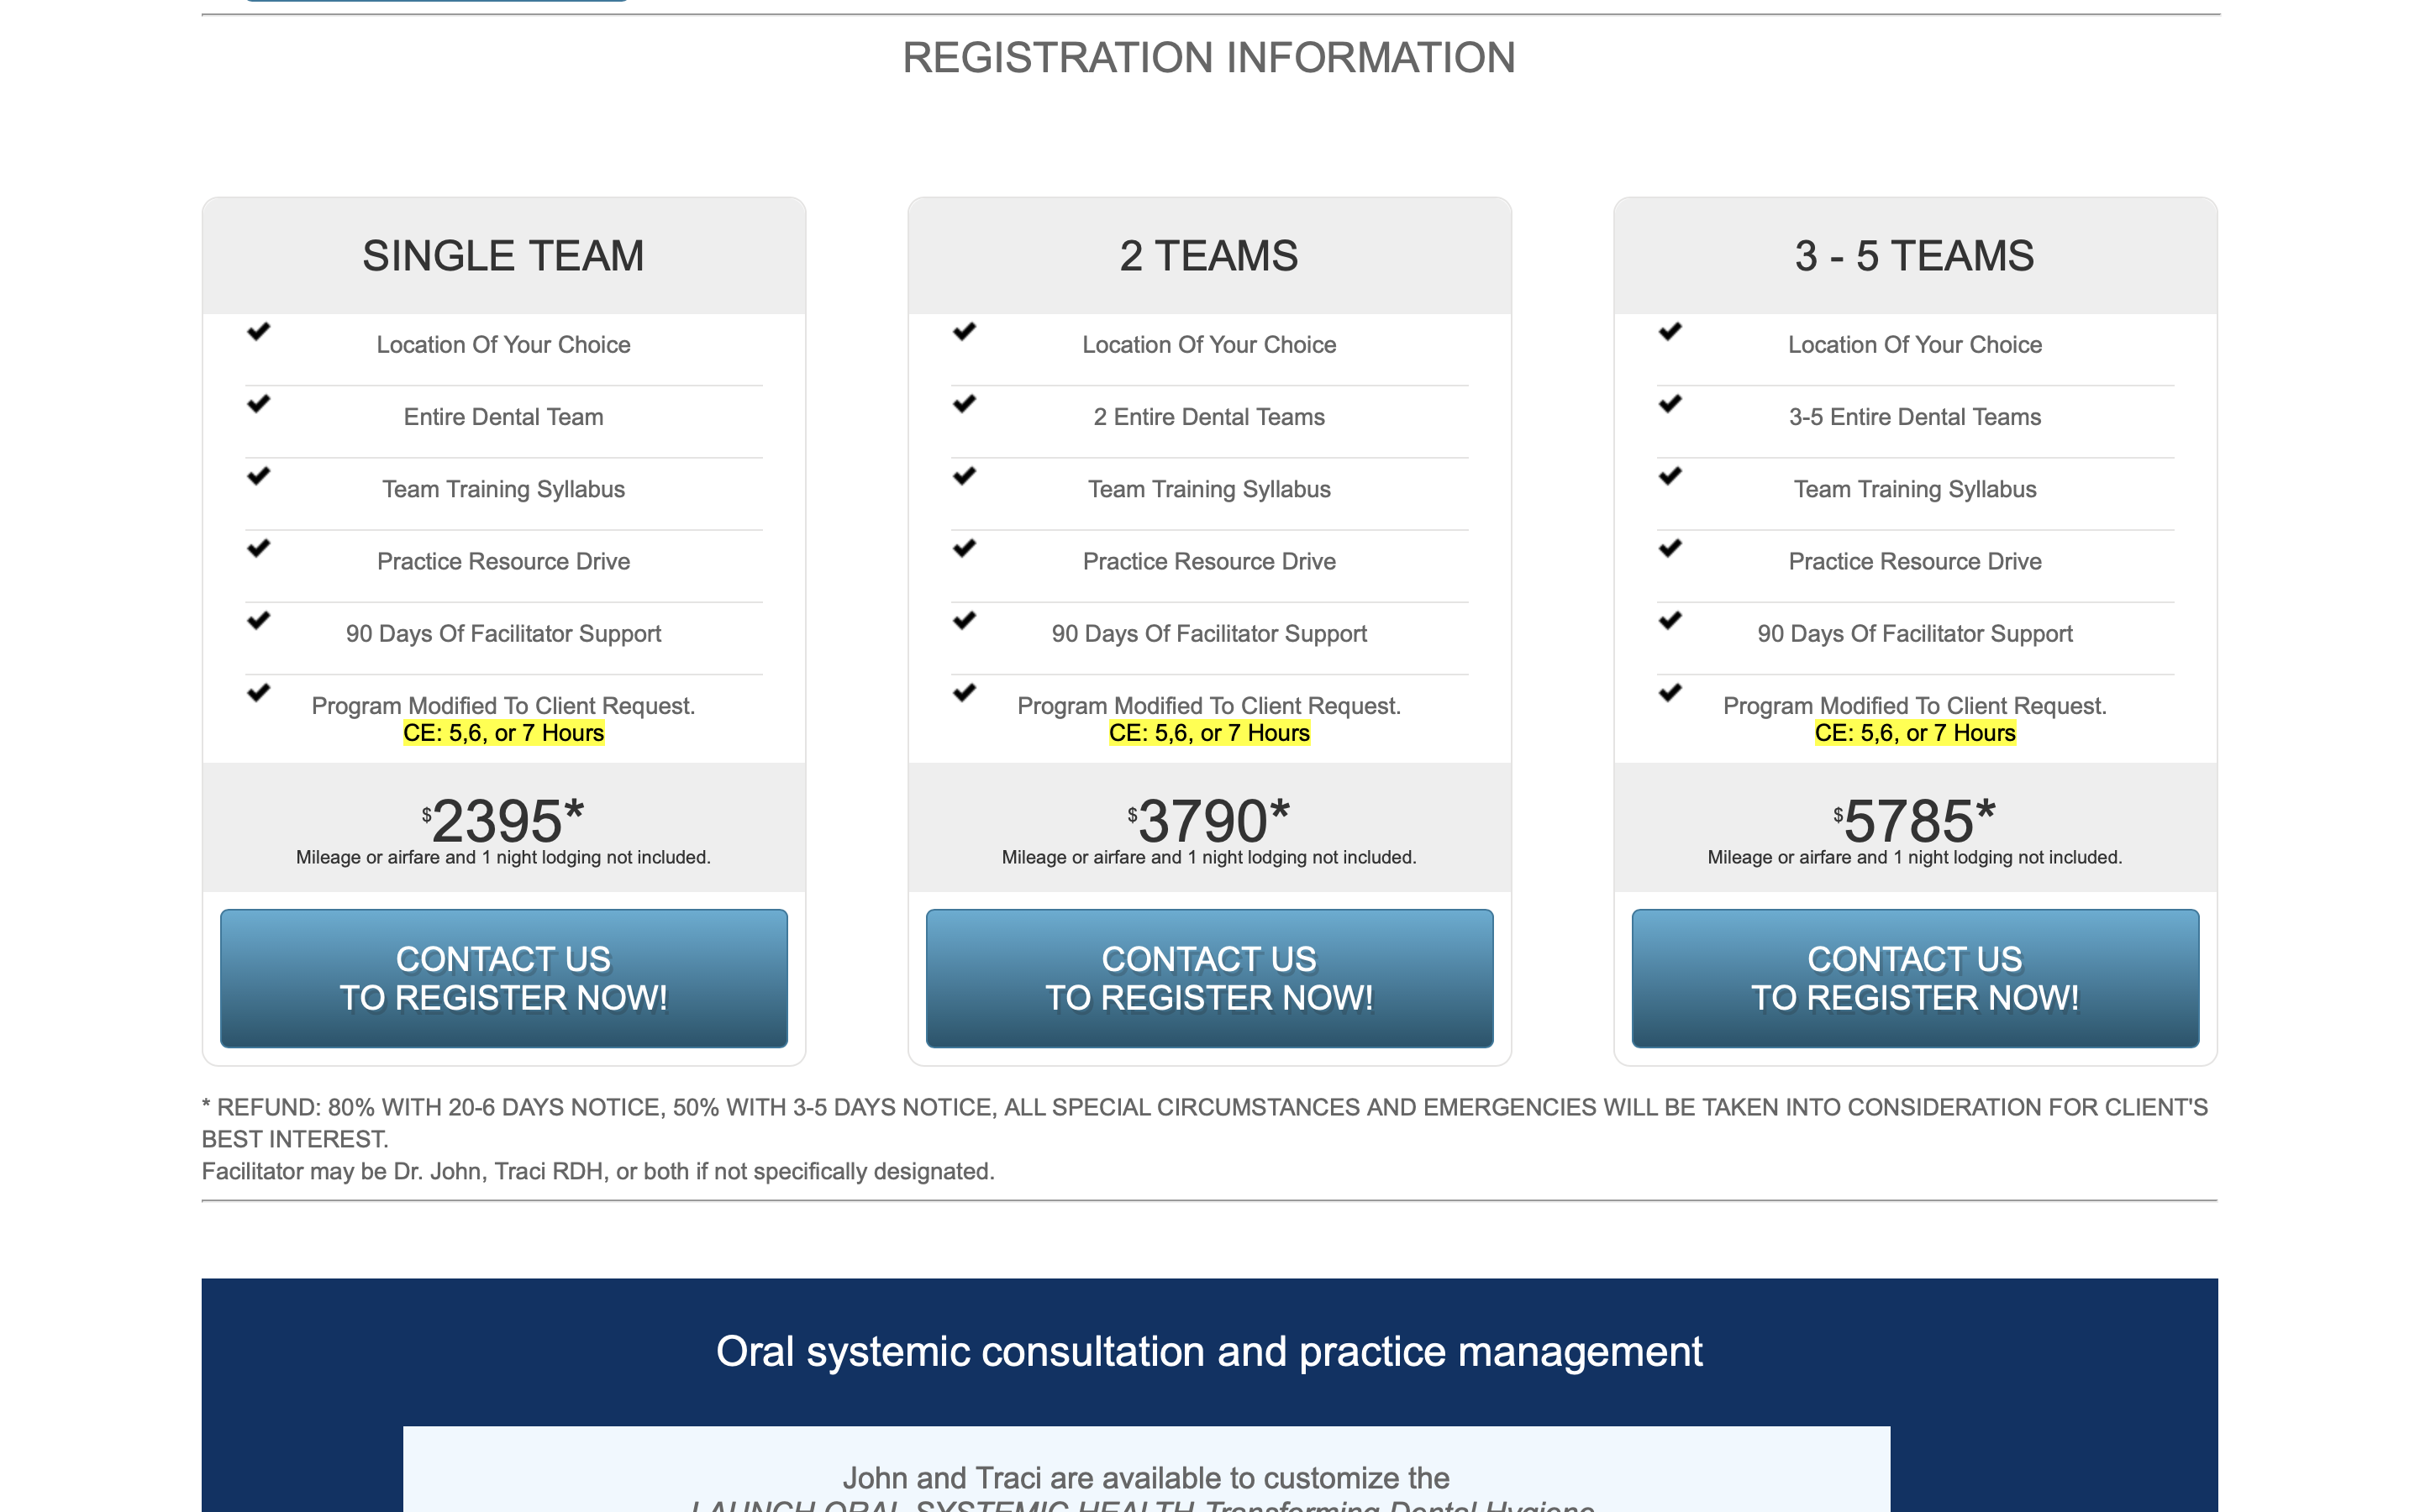 REGISTRATION INFORMATION
SINGLE TEAM
Location Of Your Choice
Entire Dental Team
Team Training Syllabus
Practice Resource Drive
90 Days Of Facilitator Support
Program Modified To Client Request.
CE: 5,6, or 7 Hours
$2395*
Mileage or airfare and 1 night lodging not included.
CONTACT US
TO REGISTER NOW!
2 TEAMS
Location Of Your Choice
2 Entire Dental Teams
Team Training Syllabus
Practice Resource Drive
90 Days Of Facilitator Support
Program Modified To Client Request.
CE: 5,6, or 7 Hours
$3790*
Mileage or airfare and 1 night lodging not included.
CONTACT US
TO REGISTER NOW!
3 - 5 TEAMS
Location Of Your Choice
3-5 Entire Dental Teams
Team Training Syllabus
Practice Resource Drive
90 Days Of Facilitator Support
Program Modified To Client Request.
CE: 5,6, or 7 Hours
$5785*
Mileage or airfare and 1 night lodging not included.
CONTACT US
TO REGISTER NOW!
* REFUND: 80% WITH 20-6 DAYS NOTICE, 50% WITH 3-5 DAYS NOTICE, ALL SPECIAL CIRCUMSTANCES AND EMERGENCIES WILL BE TAKEN INTO CONSIDERATION FOR CLIENT'S
BEST INTEREST.
Facilitator may be Dr. John, Traci RDH, or both if not specifically designated.
Oral systemic consultation and practice management
John and Traci are available to customize the
LAUNCH ORAL SYSTEMIC HEALTH-Transforming Dental Hygiene